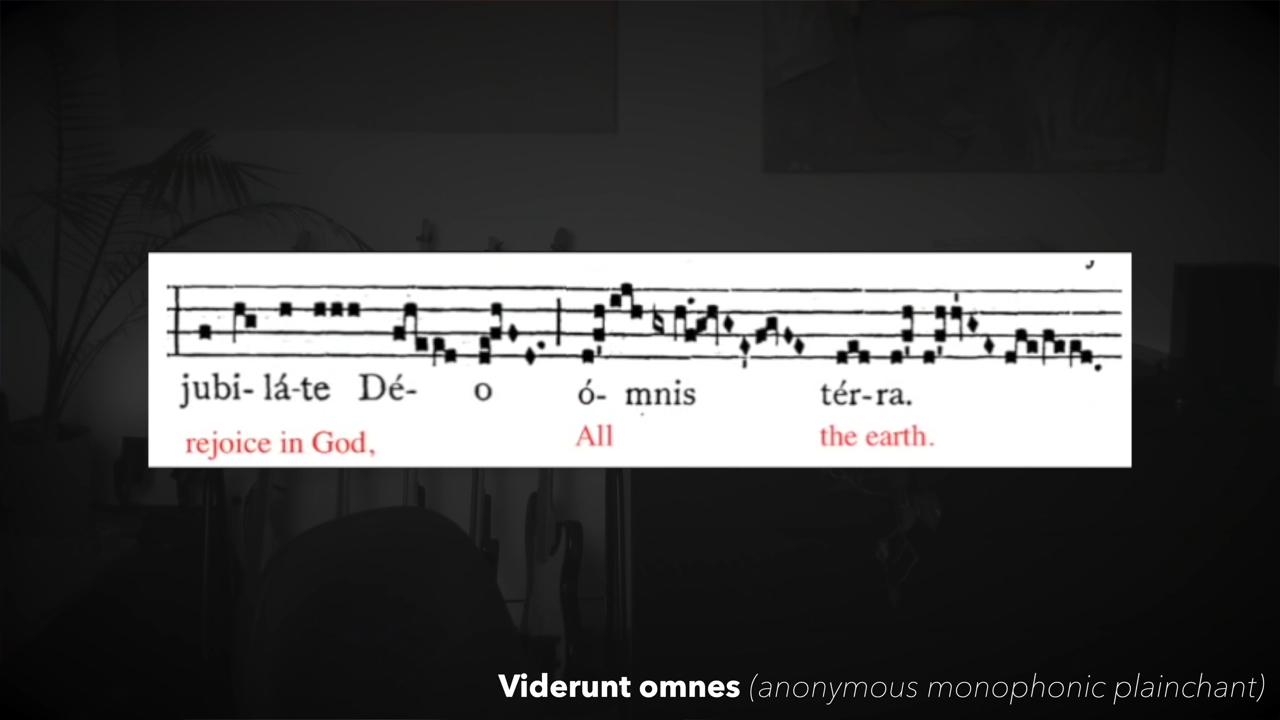 jubi- lá-te Dé- o ó- mnis tér-ra.
rejoice in God, All the earth.
Viderunt omnes (anonymous monophonic plainchant)